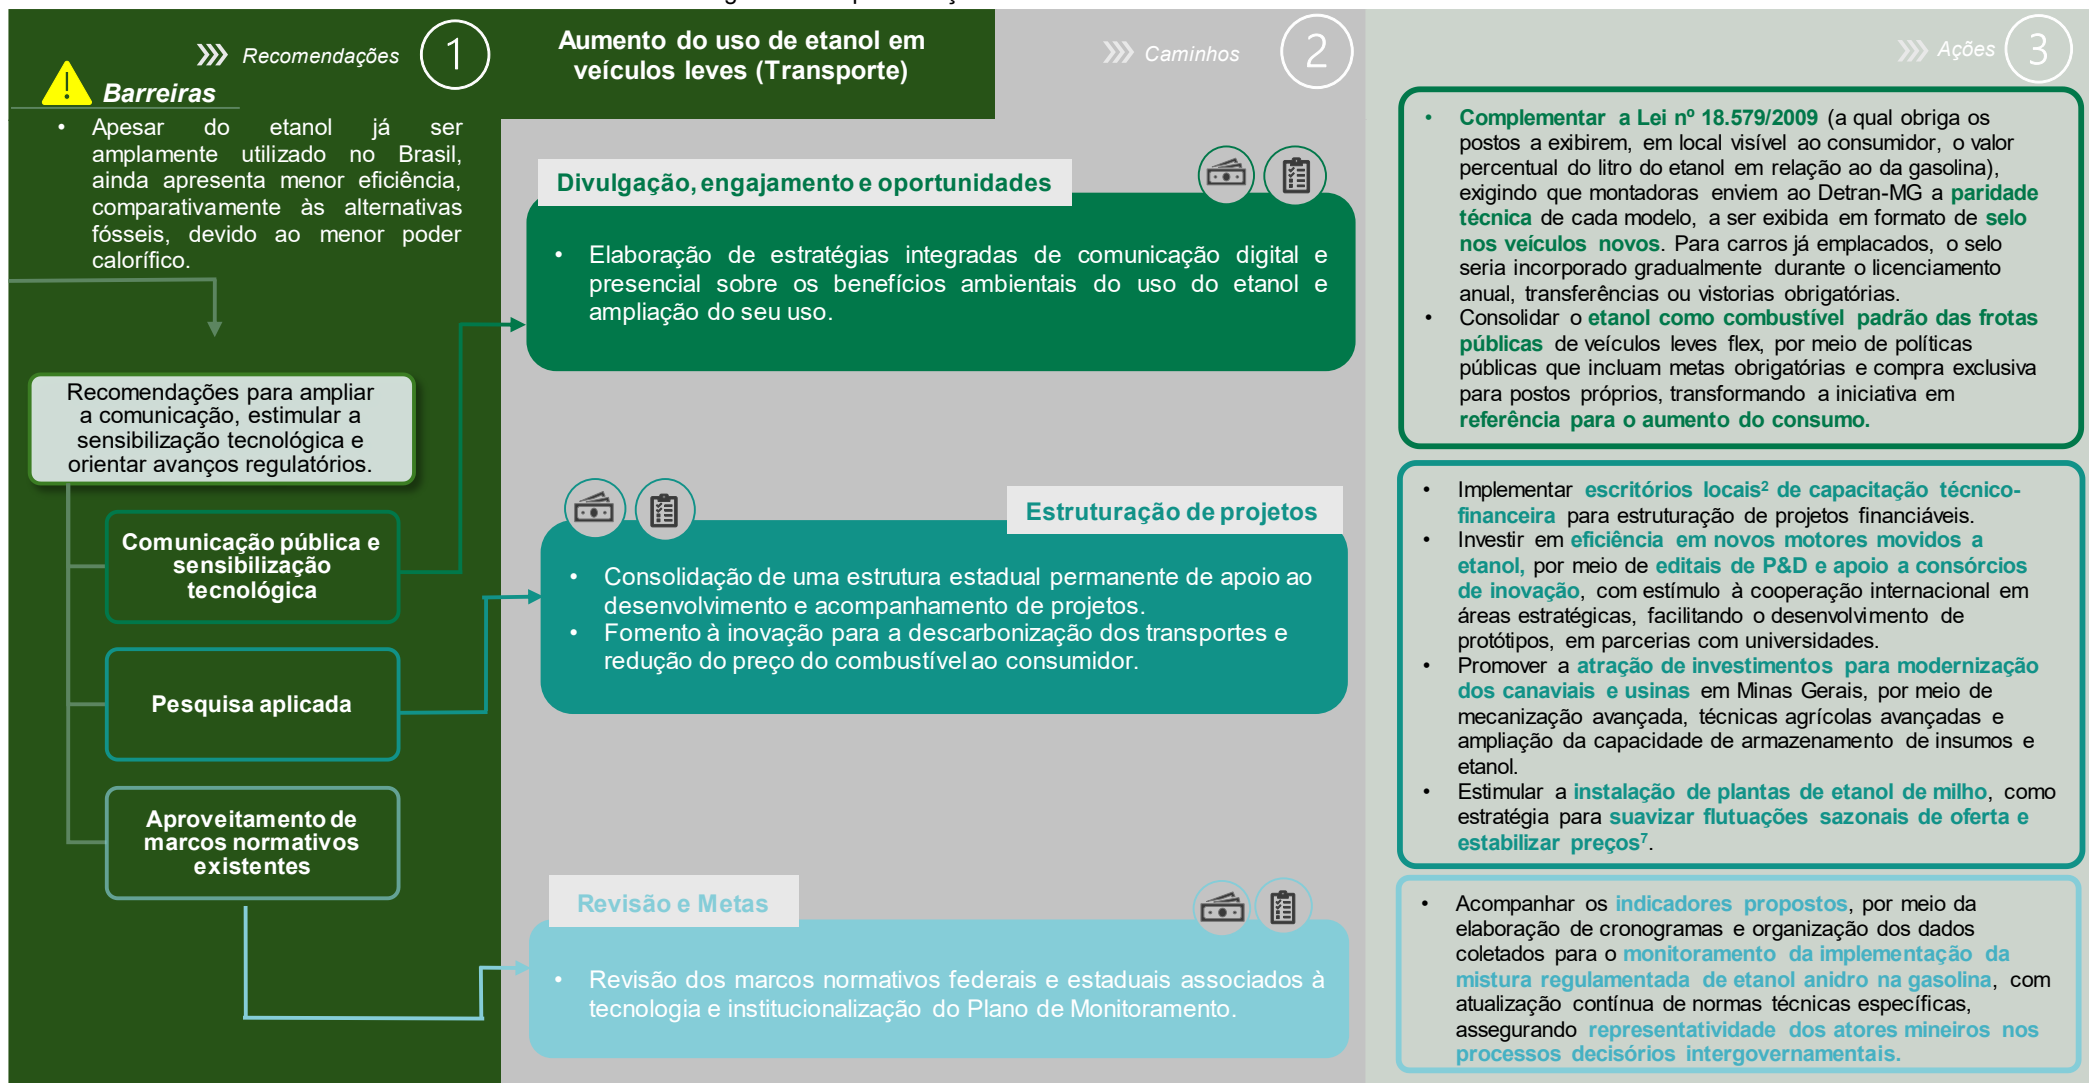 Recomendações
1
Aumento do uso de etanol em
veículos leves (Transporte)
Caminhos
2
Ações
3
!
Barreiras
• Apesar do etanol já ser
amplamente utilizado no Brasil,
ainda apresenta menor eficiência,
comparativamente às alternativas
fósseis, devido ao menor poder
calorífico.
Recomendações para ampliar
a comunicação, estimular a
sensibilização tecnológica e
orientar avanços regulatórios.
Comunicação pública e
sensibilização
tecnológica
Pesquisa aplicada
Aproveitamento de
marcos normativos
existentes
Divulgação, engajamento e oportunidades
• Elaboração de estratégias integradas de comunicação digital e
presencial sobre os benefícios ambientais do uso do etanol e
ampliação do seu uso.
Estruturação de projetos
• Consolidação de uma estrutura estadual permanente de apoio ao
desenvolvimento e acompanhamento de projetos.
• Fomento à inovação para a descarbonização dos transportes e
redução do preço do combustível ao consumidor.
Revisão e Metas
• Revisão dos marcos normativos federais e estaduais associados à
tecnologia e institucionalização do Plano de Monitoramento.
• Complementar a Lei nº 18.579/2009 (a qual obriga os
postos a exibirem, em local visível ao consumidor, o valor
percentual do litro do etanol em relação ao da gasolina),
exigindo que montadoras enviem ao Detran-MG a paridade
técnica de cada modelo, a ser exibida em formato de selo
nos veículos novos. Para carros já emplacados, o selo
seria incorporado gradualmente durante o licenciamento
anual, transferências ou vistorias obrigatórias.
• Consolidar o etanol como combustível padrão das frotas
públicas de veículos leves flex, por meio de políticas
públicas que incluam metas obrigatórias e compra exclusiva
para postos próprios, transformando a iniciativa em
referência para o aumento do consumo.
• Implementar escritórios locais² de capacitação técnico-
financeira para estruturação de projetos financiáveis.
• Investir em eficiência em novos motores movidos a
etanol, por meio de editais de P&D e apoio a consórcios
de inovação, com estímulo à cooperação internacional em
áreas estratégicas, facilitando o desenvolvimento de
protótipos, em parcerias com universidades.
• Promover a atração de investimentos para modernização
dos canaviais e usinas em Minas Gerais, por meio de
mecanização avançada, técnicas agrícolas avançadas e
ampliação da capacidade de armazenamento de insumos e
etanol.
• Estimular a instalação de plantas de etanol de milho, como
estratégia para suavizar flutuações sazonais de oferta e
estabilizar preços⁷.
• Acompanhar os indicadores propostos, por meio da
elaboração de cronogramas e organização dos dados
coletados para o monitoramento da implementação da
mistura regulamentada de etanol anidro na gasolina, com
atualização contínua de normas técnicas específicas,
assegurando representatividade dos atores mineiros nos
processos decisórios intergovernamentais.